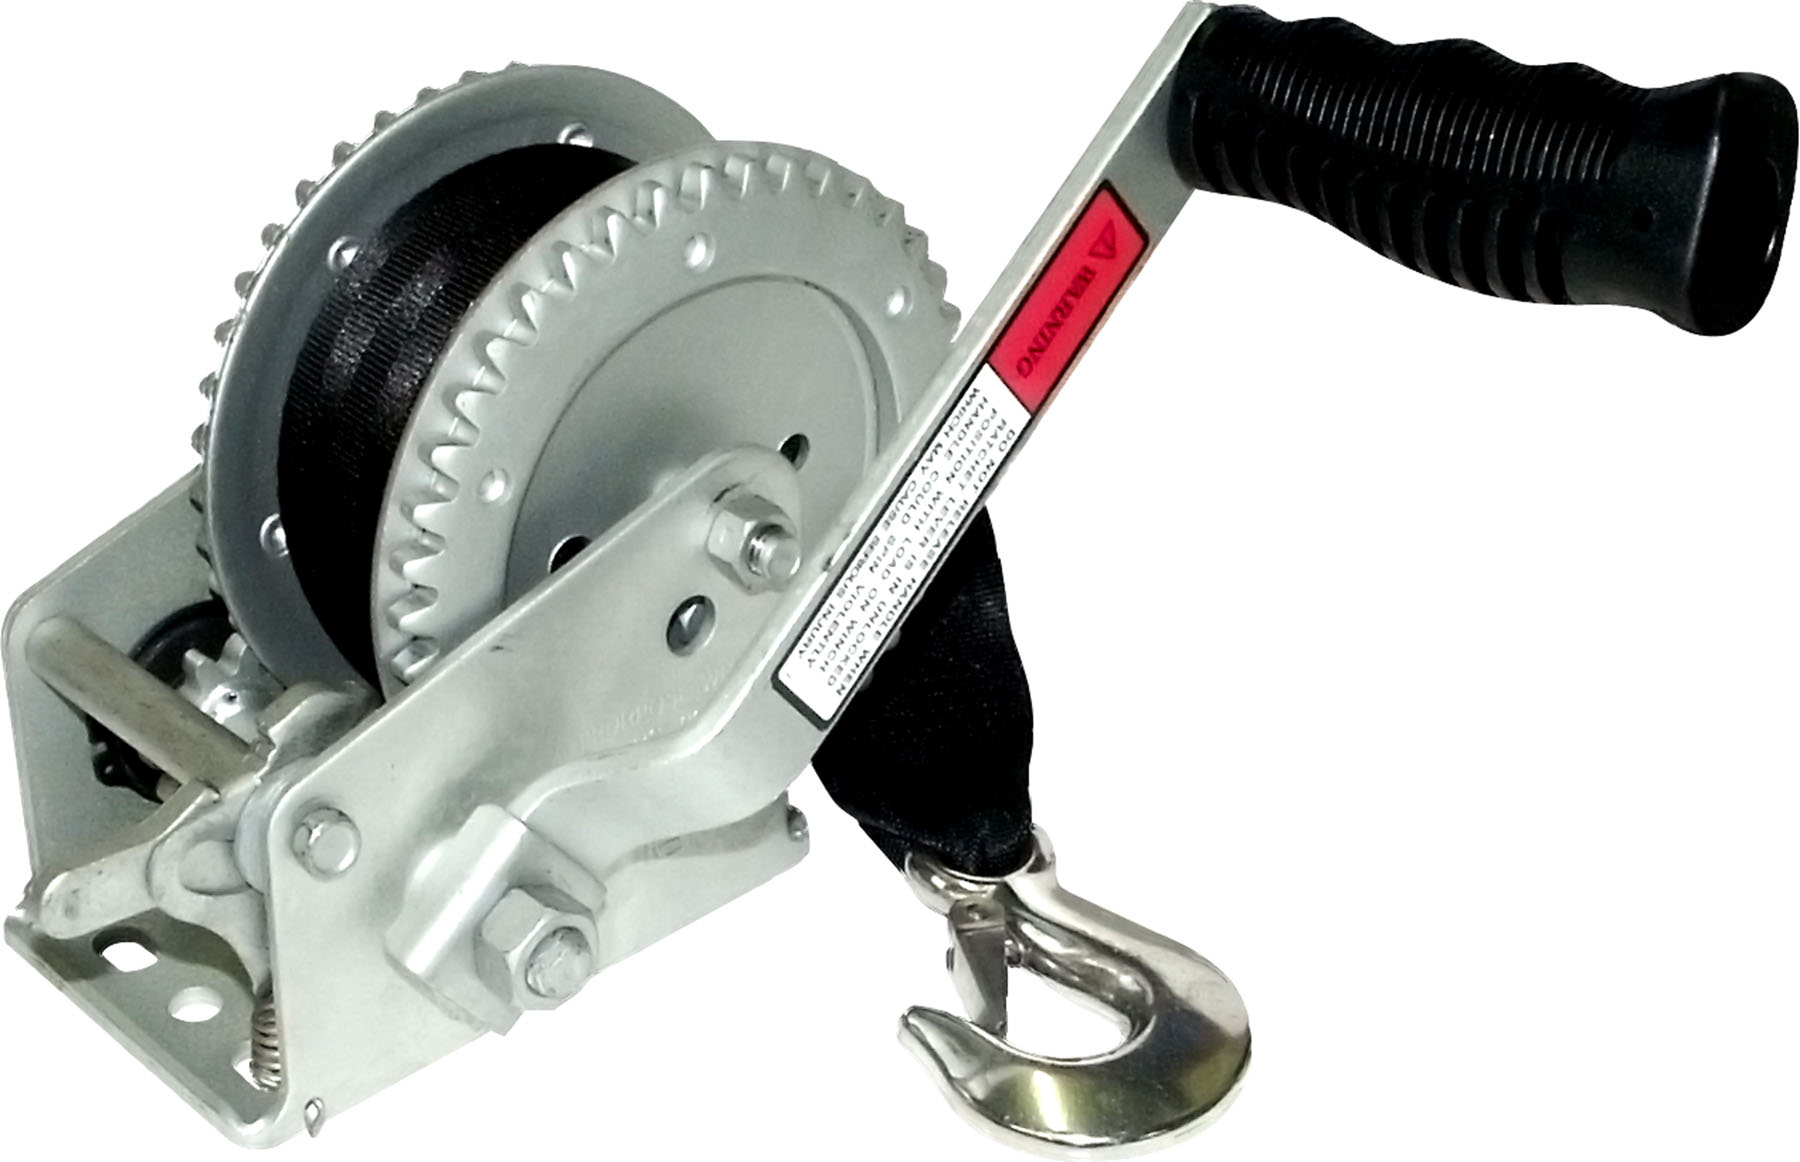 WARNING
DO NOT RELEASE HANDLE WHEN
RATCHET LEVER IS IN UNLOCKED
POSITION WITH LOAD ON WINCH
HANDLE COULD SPIN VIOLENTLY
WHICH MAY CAUSE SERIOUS INJURY